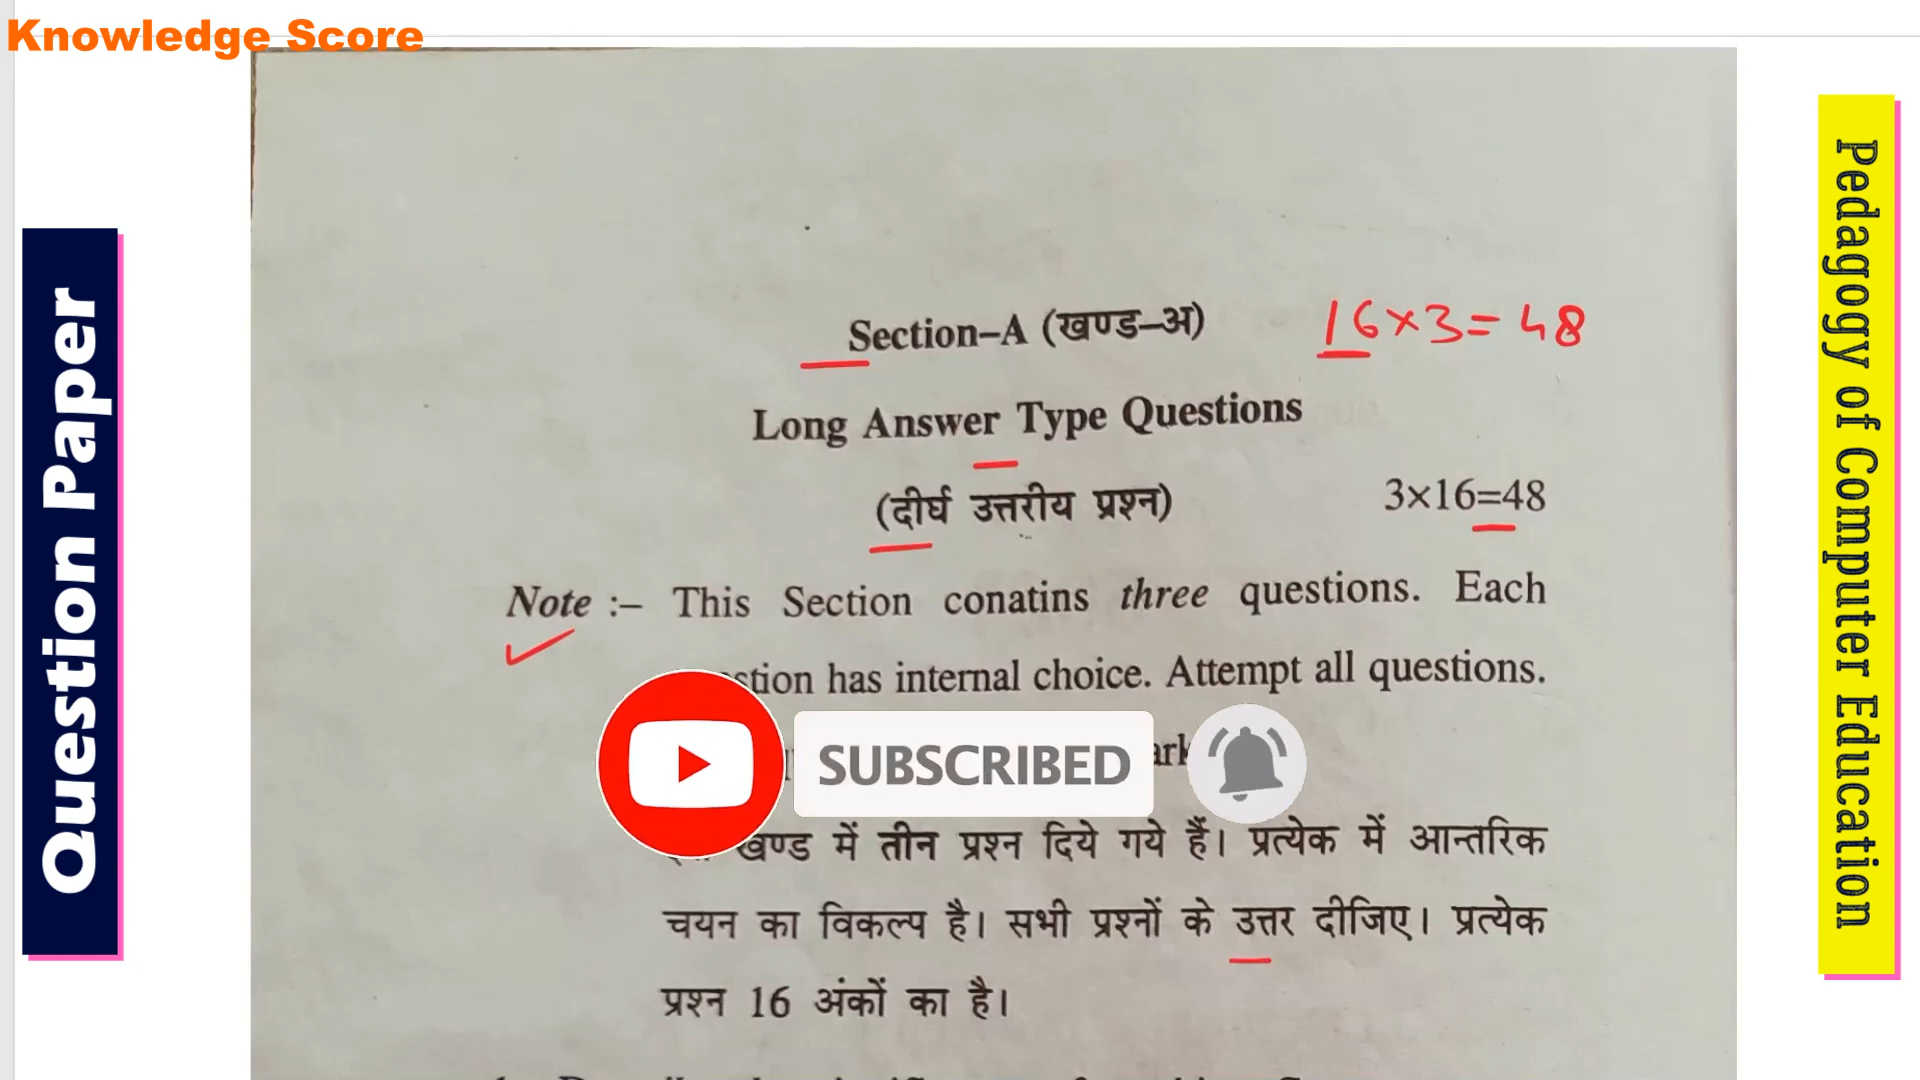 Knowledge Score
Question Paper
Section–A (खण्ड–अ)
16×3=48
Long Answer Type Questions
(दीर्घ उत्तरीय प्रश्न)
3×16=48
Note :– This Section conatins three questions. Each
has internal choice. Attempt all questions.
SUBSCRIBED
खण्ड में तीन प्रश्न दिये गये हैं। प्रत्येक में आन्तरिक
चयन का विकल्प है। सभी प्रश्नों के उत्तर दीजिए। प्रत्येक
प्रश्न 16 अंकों का है।
Pedagogy of Computer Education